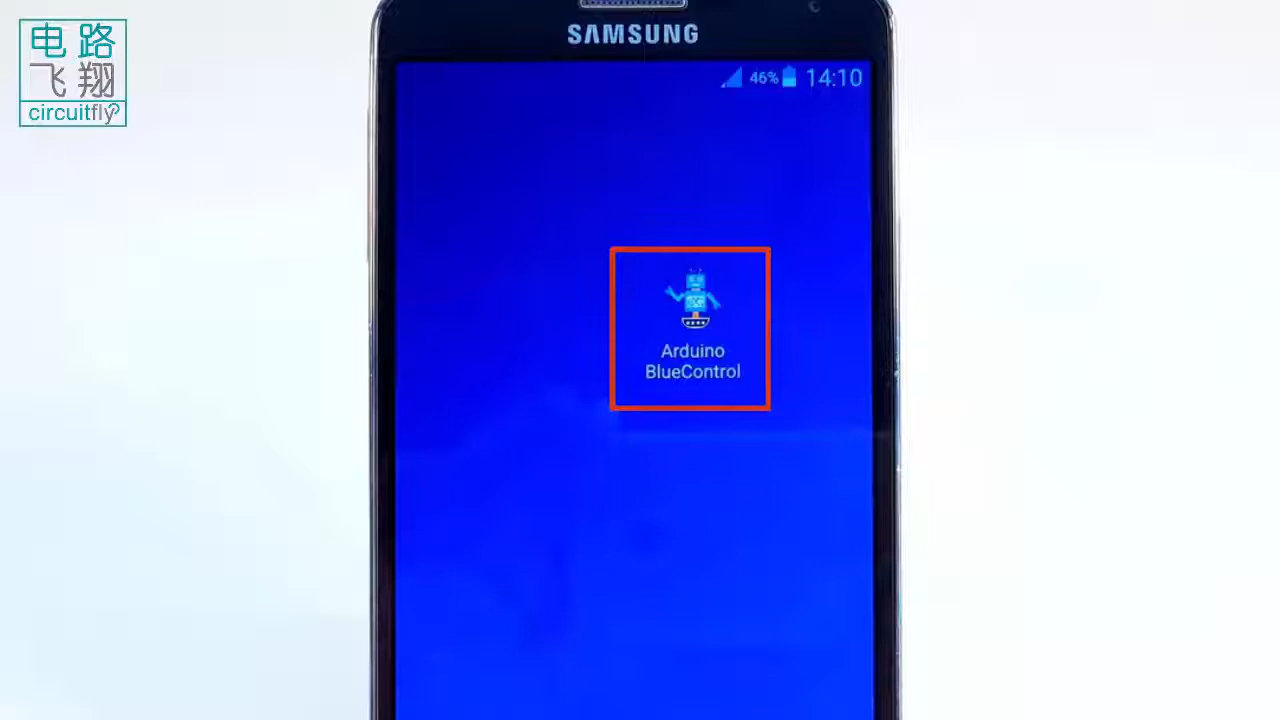 电路
飞翔
circuitfly
SAMSUNG
46% 14:10
Arduino
BlueControl